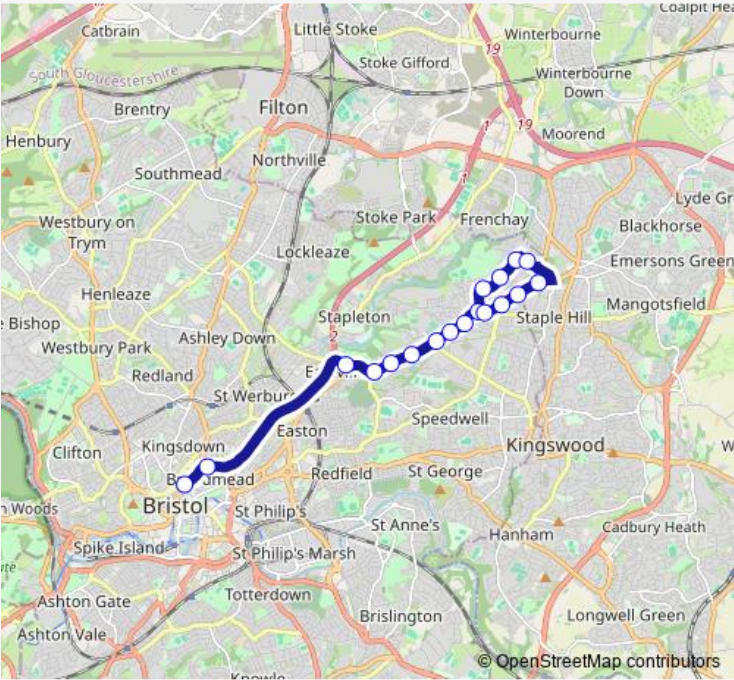 Coalpit Hea
Catbrain
Little Stoke
Winterbourne
19
Stoke Gifford
South Gloucestershire
Winterbourne
Down
Brentry
Filton
1
19
Moorend
Henbury
Northville
Southmead
1
Lyde Gr
Stoke Park
Frenchay
Westbury on
Trym
Blackhorse
Lockleaze
Emersons Green
Henleaze
Mangotsfield
Stapleton
Staple Hill
e Bishop
2
Ashley Down
Westbury Park
Redland
St Werburg
Speedwell
Easton
Clifton
Kingsdown
Kingswood
W
Redfield
St George
n Woods
Bristol
St Philip's
St Anne's
Cadbury Heath
Hanham
Spike Island
St Philip's Marsh
Totterdown
Ashton Gate
Brislington
Longwell Green
Ashton Vale
© OpenStreetMap contributors
Knowle